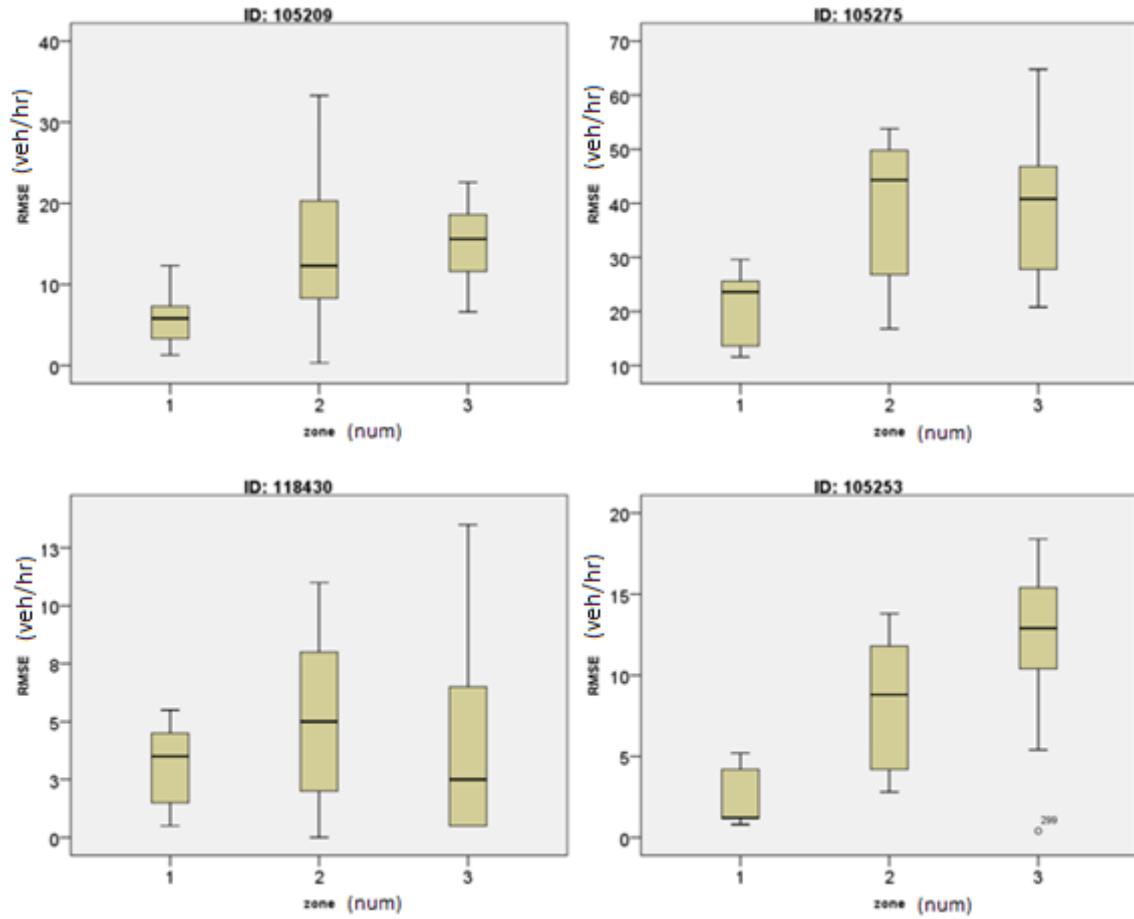 ID: 105209
40
30
20
10
0
RMSE (veh/hr)
1 2 3
zone (num)
ID: 105275
70
60
50
40
30
20
10
RMSE (veh/hr)
1 2 3
zone (num)
ID: 118430
13
10
8
5
3
0
RMSE (veh/hr)
1 2 3
zone (num)
ID: 105253
20
15
10
5
0
RMSE (veh/hr)
299
1 2 3
zone (num)